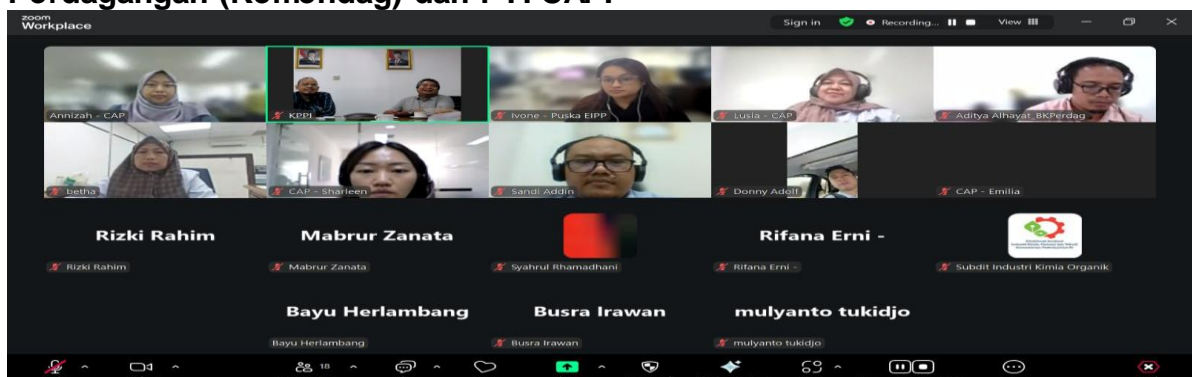 Perdagangan (Kemendag) dan PT. CAP.
zoom
Workplace
Sign in
Recording...
View
Annizah - CAP
KPPI
Ivone - Puska EIPP
Lusia - CAP
Aditya Alhayat_BKPerdag
betha
CAP - Sharleen
Sandi Addin
Donny Adolf
CAP - Emilia
Rizki Rahim
Mabrur Zanata
Rifana Erni -
Rizki Rahim
Mabrur Zanata
Syahrul Rhamadhani
Rifana Erni -
Subdit Industri Kimia Organik
Bayu Herlambang
Busra Irawan
mulyanto tukidjo
Bayu Herlambang
Busra Irawan
mulyanto tukidjo
18